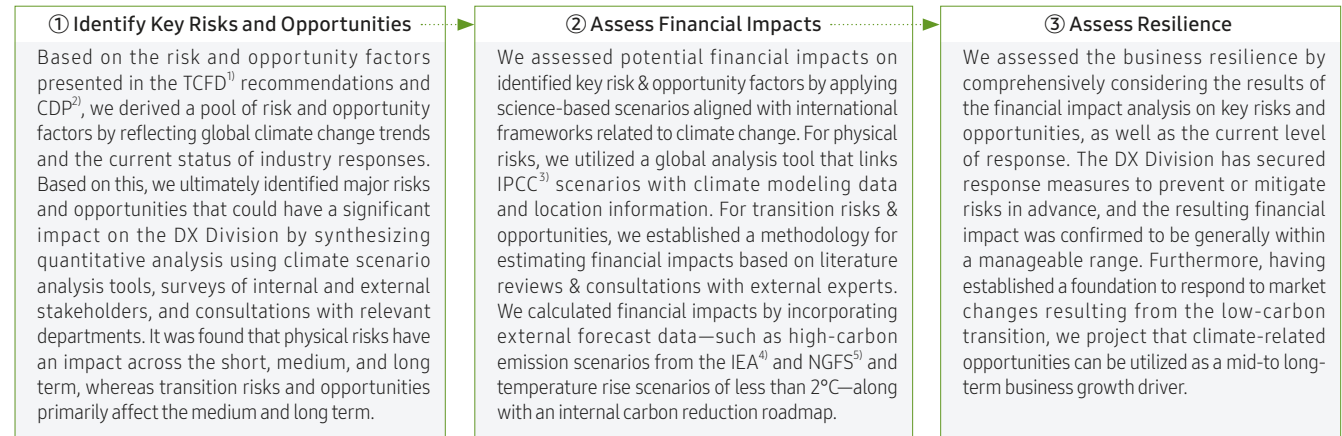 ① Identify Key Risks and Opportunities
Based on the risk and opportunity factors
presented in the TCFD1) recommendations and
CDP2), we derived a pool of risk and opportunity
factors by reflecting global climate change trends
and the current status of industry responses.
Based on this, we ultimately identified major risks
and opportunities that could have a significant
impact on the DX Division by synthesizing
quantitative analysis using climate scenario
analysis tools, surveys of internal and external
stakeholders, and consultations with relevant
departments. It was found that physical risks have
an impact across the short, medium, and long
term, whereas transition risks and opportunities
primarily affect the medium and long term.
② Assess Financial Impacts
We assessed potential financial impacts on
identified key risk & opportunity factors by applying
science-based scenarios aligned with international
frameworks related to climate change. For physical
risks, we utilized a global analysis tool that links
IPCC3) scenarios with climate modeling data
and location information. For transition risks &
opportunities, we established a methodology for
estimating financial impacts based on literature
reviews & consultations with external experts.
We calculated financial impacts by incorporating
external forecast data—such as high-carbon
emission scenarios from the IEA4) and NGFS5) and
temperature rise scenarios of less than 2°C—along
with an internal carbon reduction roadmap.
③ Assess Resilience
We assessed the business resilience by
comprehensively considering the results of
the financial impact analysis on key risks and
opportunities, as well as the current level
of response. The DX Division has secured
response measures to prevent or mitigate
risks in advance, and the resulting financial
impact was confirmed to be generally within
a manageable range. Furthermore, having
established a foundation to respond to market
changes resulting from the low-carbon
transition, we project that climate-related
opportunities can be utilized as a mid-to long-
term business growth driver.